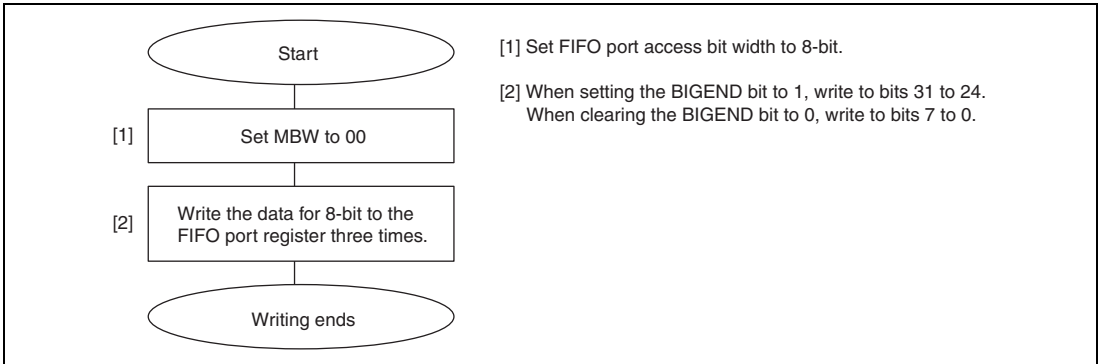 Start
[1] Set MBW to 00
[2] Write the data for 8-bit to the
FIFO port register three times.
Writing ends
[1] Set FIFO port access bit width to 8-bit.
[2] When setting the BIGEND bit to 1, write to bits 31 to 24.
When clearing the BIGEND bit to 0, write to bits 7 to 0.